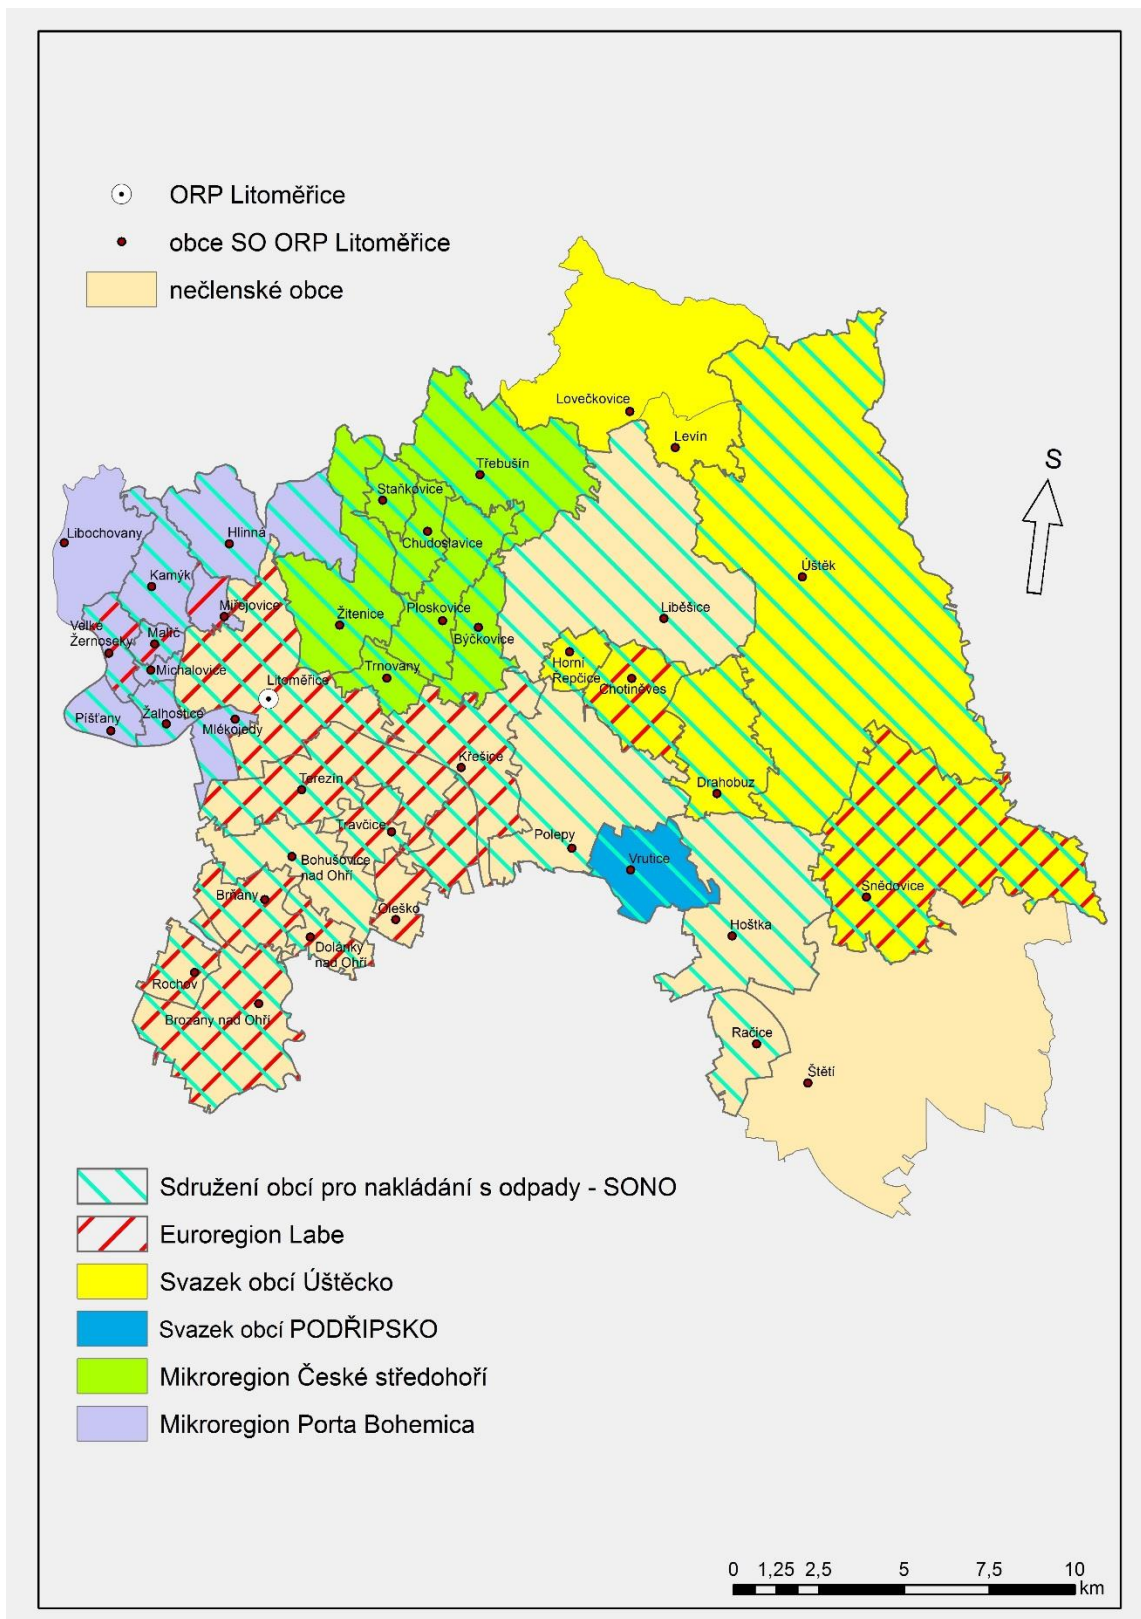 ORP Litoměřice
obce SO ORP Litoměřice
nečlenské obce
Lovečkovice
Levín
S
Třebušín
Staňkovice
Chudoslavice
Libochovany
Hlinná
Kamýk
Úštěk
Miřejovice
Žitenice
Ploskovice
Býčkovice
Liběšice
Velké
Žernoseky
Malíč
Michalovice
Trnovany
Horní
Řepčice
Chotiněves
Litoměřice
Píšťany
Žalhostice
Mlékojedy
Křešice
Terezín
Drahobuz
Travčice
Polepy
Bohušovice
nad Ohří
Vrutice
Brňany
Snědovice
Oleško
Hoštka
Dolánky
nad Ohří
Rochov
Brozany nad Ohří
Račice
Štětí
Sdružení obcí pro nakládání s odpady - SONO
Euroregion Labe
Svazek obcí Úštěcko
Svazek obcí PODŘIPSKO
Mikroregion České středohoří
Mikroregion Porta Bohemica
0 1,25 2,5 5 7,5 10
km